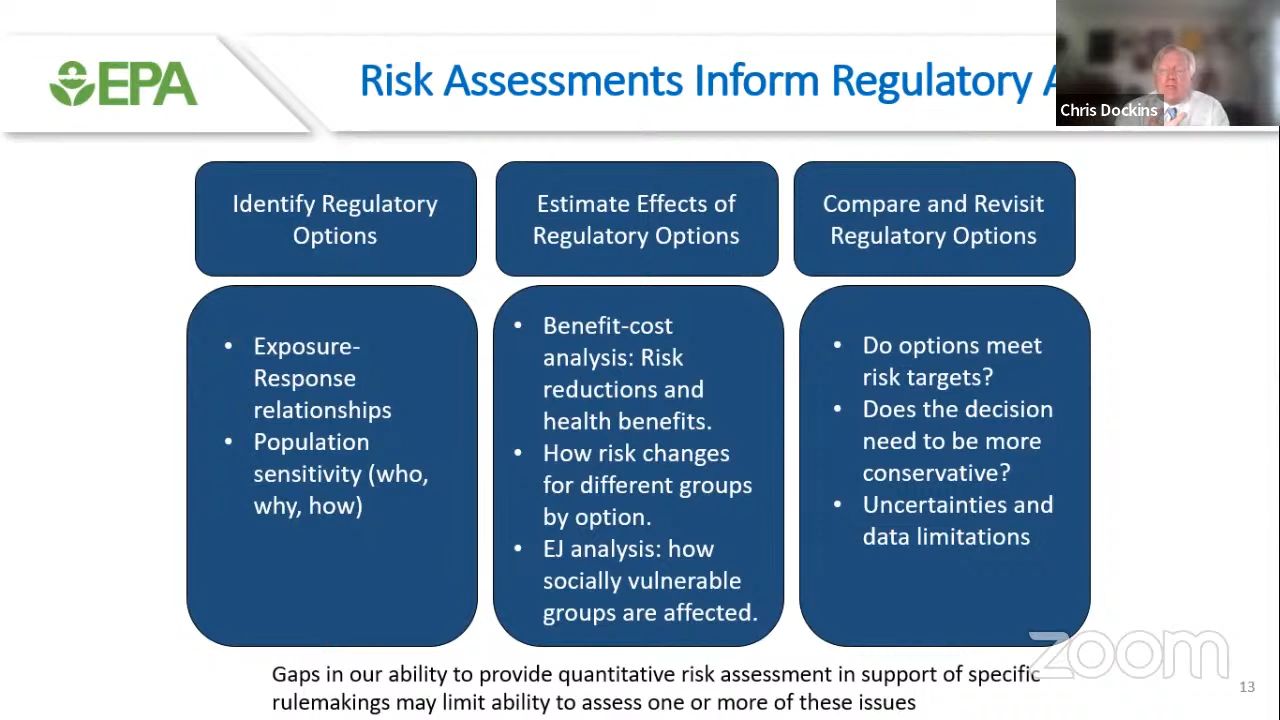 EPA
Risk Assessments Inform Regulatory
Chris Dockins
Identify Regulatory
Options
Estimate Effects of
Regulatory Options
Compare and Revisit
Regulatory Options
• Exposure-
Response
relationships
• Population
sensitivity (who,
why, how)
• Benefit-cost
analysis: Risk
reductions and
health benefits.
• How risk changes
for different groups
by option.
• EJ analysis: how
socially vulnerable
groups are affected.
• Do options meet
risk targets?
• Does the decision
need to be more
conservative?
• Uncertainties and
data limitations
zoom
Gaps in our ability to provide quantitative risk assessment in support of specific
rulemakings may limit ability to assess one or more of these issues
13